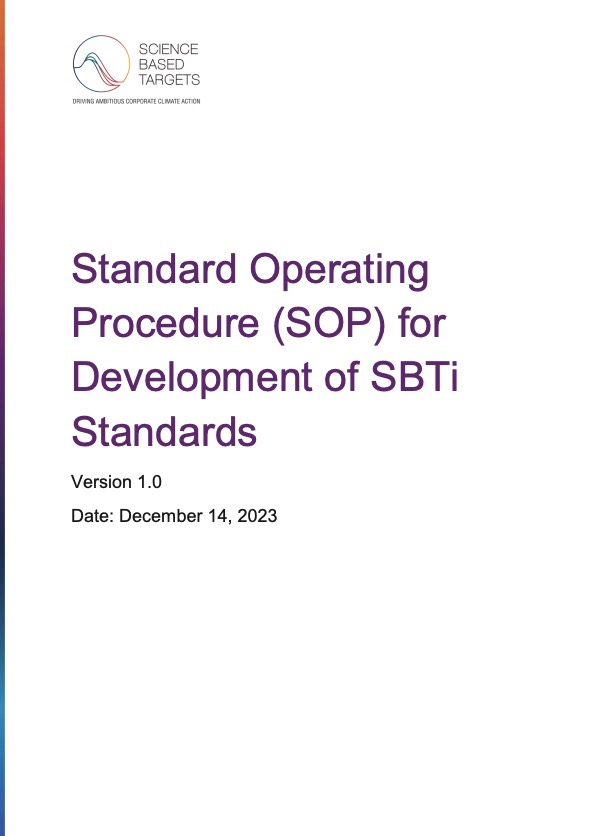 SCIENCE
BASED
TARGETS
DRIVING AMBITIOUS CORPORATE CLIMATE ACTION
Standard Operating
Procedure (SOP) for
Development of SBTi
Standards
Version 1.0
Date: December 14, 2023